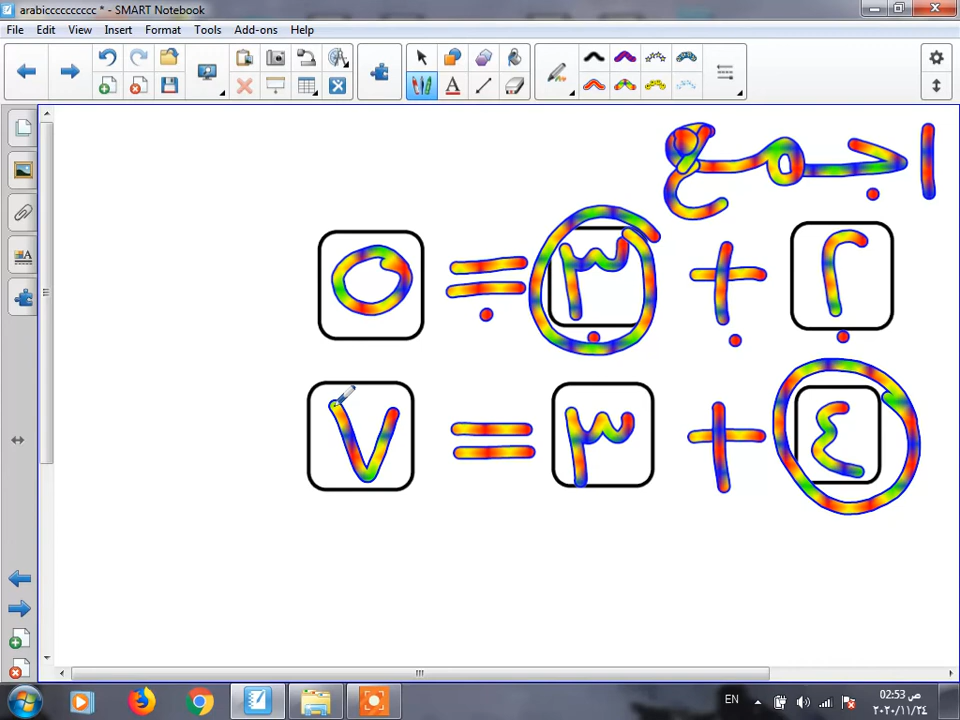 arabiccccccccc * - SMART Notebook
File Edit View Insert Format Tools Add-ons Help
اجمع
٢ + ٣ = ٥
٤ + ٣ = ٧
EN
02:53 ص
٢٠٢٠/١١/٢٤